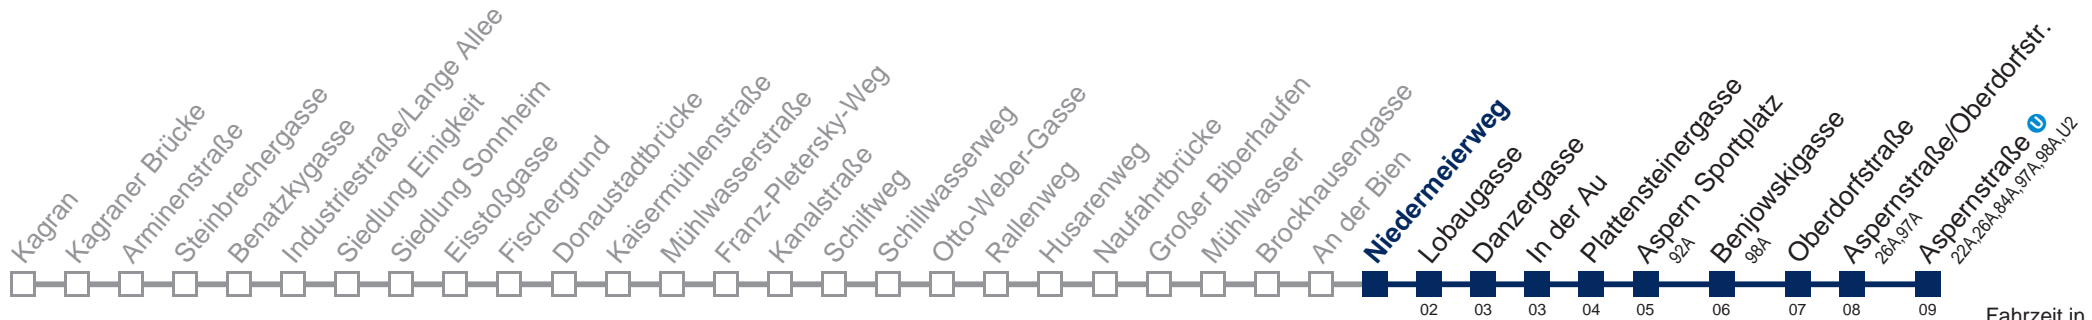 Kagran
Kagraner Brücke
Arminenstraße
Steinbrechergasse
Benatzkygasse
Industriestraße/Lange Allee
Siedlung Einigkeit
Siedlung Sonnheim
Eisstoßgasse
Fischergrund
Donaustadtbrücke
Kaisermühlenstraße
Mühlwasserstraße
Franz-Pletersky-Weg
Kanalstraße
Schilfweg
Schillwasserweg
Otto-Weber-Gasse
Rallenweg
Husarenweg
Naufahrtbrücke
Großer Biberhaufen
Mühlwasser
Brockhausengasse
An der Bien
Niedermeierweg
Lobaugasse
Danzergasse
In der Au
Plattensteinergasse
Aspern Sportplatz
92A
Benjowskigasse
98A
Oberdorfstraße
Aspernstraße/Oberdorfstr.
26A,97A
Aspernstraße U
22A,26A,84A,97A,98A,U2
02 03 03 04 05 06 07 08 09
Fahrzeit in